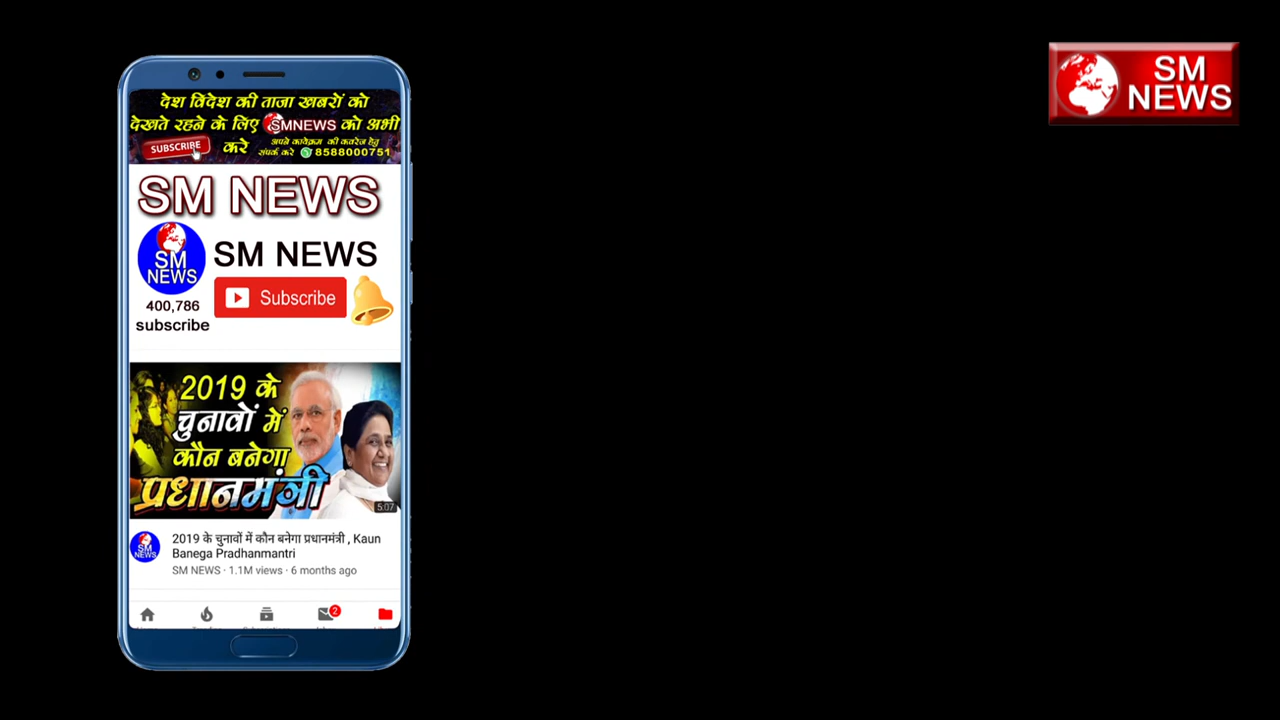 SM
NEWS
देश विदेश की ताजा खबरों को
देखते रहने के लिए SMNEWS को अभी
SUBSCRIBE करे
अपने कार्यक्रम की कवरेज हेतु
संपर्क करे 8588000751
SM NEWS
SM
NEWS
SM NEWS
Subscribe
400,786
subscribe
2019 के
चुनावों में
कौन बनेगा
प्रधानमंत्री
5:07
SM
NEWS
2019 के चुनावों में कौन बनेगा प्रधानमंत्री , Kaun
Banega Pradhanmantri
SM NEWS · 1.1M views · 6 months ago
2